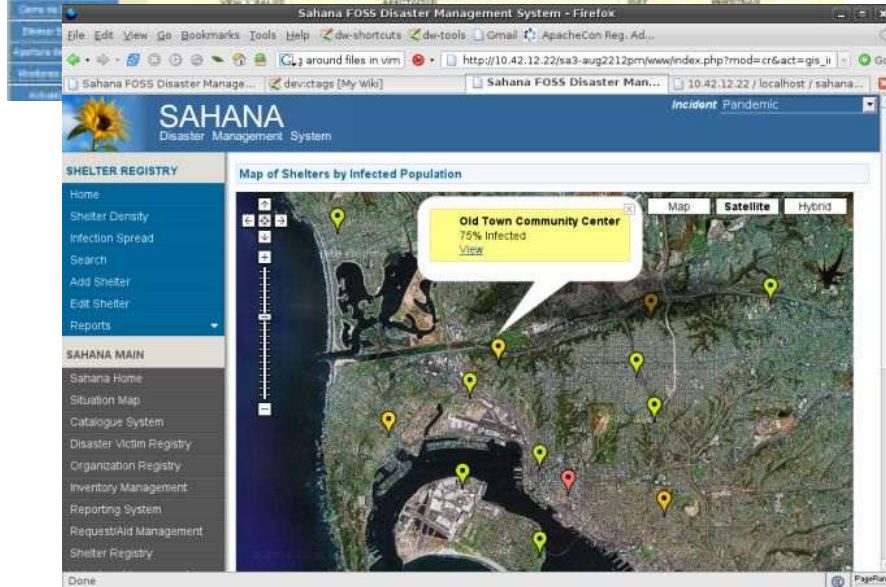 Sahana FOSS Disaster Management System - Firefox
File Edit View Go Bookmarks Tools Help dw-shortcuts dw-tools Gmail ApacheCon Reg. Ad...
around files in vim http://10.42.12.22/sa3-aug2212pm/www/index.php?mod=cr&act=gis_i Go
Sahana FOSS Disaster Manage... dev:ctags [My Wiki] Sahana FOSS Disaster Man... 10.42.12.22 / localhost / sahana...
SAHANA
Disaster Management System
Incident Pandemic
SHELTER REGISTRY
Home
Shelter Density
Infection Spread
Search
Add Shelter
Edit Shelter
Reports
SAHANA MAIN
Sahana Home
Situation Map
Catalogue System
Disaster Victim Registry
Organization Registry
Inventory Management
Reporting System
Request/Aid Management
Shelter Registry
Map of Shelters by Infected Population
Map Satellite Hybrid
Old Town Community Center
75% Infected
View
Done